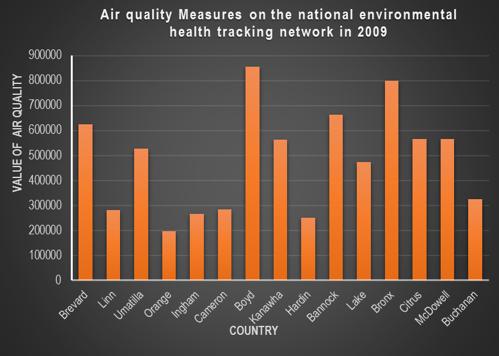 Air quality Measures on the national environmental
health tracking network in 2009
VALUE OF AIR QUALITY
900000
800000
700000
600000
500000
400000
300000
200000
100000
0
Brevard
Linn
Umatilla
Orange
Ingham
Cameron
Boyd
Kanawha
Hardin
Bannock
Lake
Bronx
Citrus
McDowell
Buchanan
COUNTRY